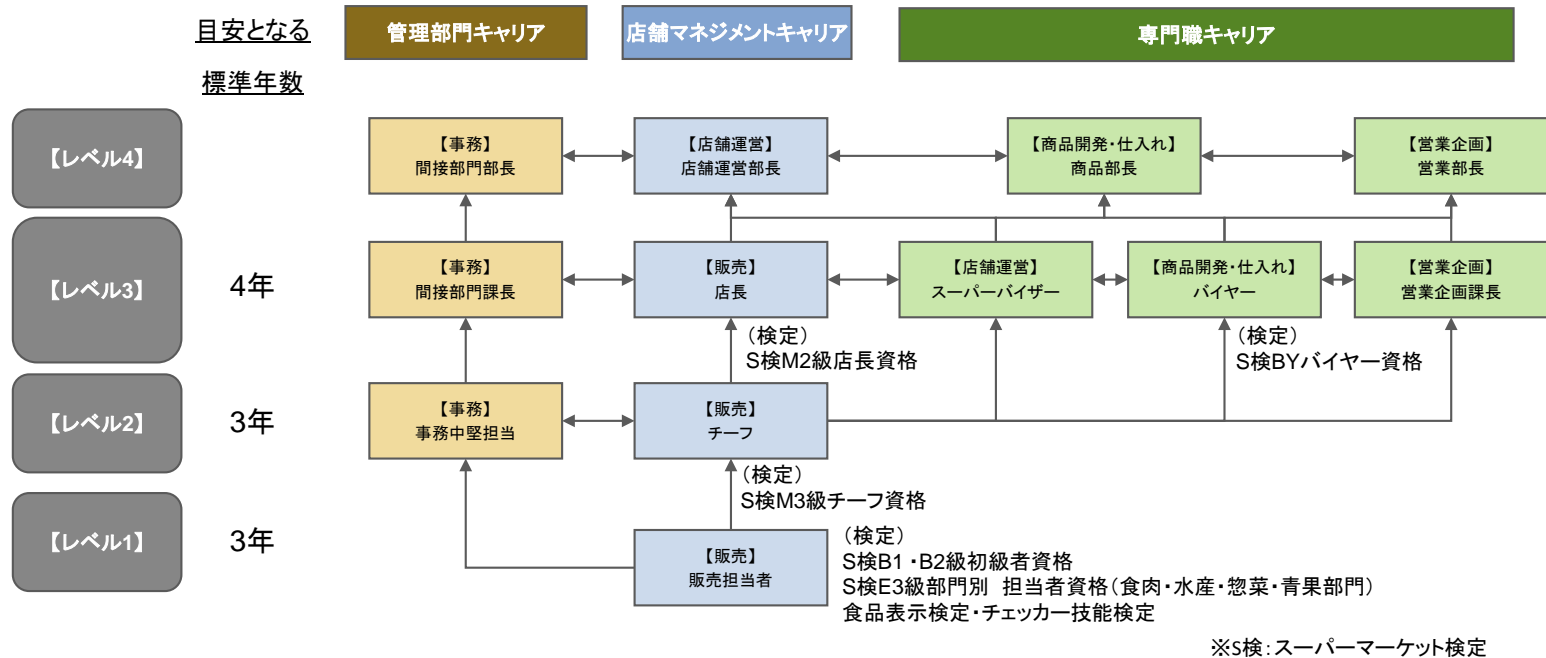 目安となる
標準年数
管理部門キャリア
店舗マネジメントキャリア
専門職キャリア
【レベル4】
【事務】
間接部門部長
【店舗運営】
店舗運営部長
【商品開発・仕入れ】
商品部長
【営業企画】
営業部長
【レベル3】
4年
【事務】
間接部門課長
【販売】
店長
【店舗運営】
スーパーバイザー
【商品開発・仕入れ】
バイヤー
【営業企画】
営業企画課長
（検定）
S検M2級店長資格
（検定）
S検BYバイヤー資格
【レベル2】
3年
【事務】
事務中堅担当
【販売】
チーフ
（検定）
S検M3級チーフ資格
【レベル1】
3年
【販売】
販売担当者
（検定）
S検B1・B2級初級者資格
S検E3級部門別 担当者資格（食肉・水産・惣菜・青果部門）
食品表示検定・チェッカー技能検定
※S検：スーパーマーケット検定